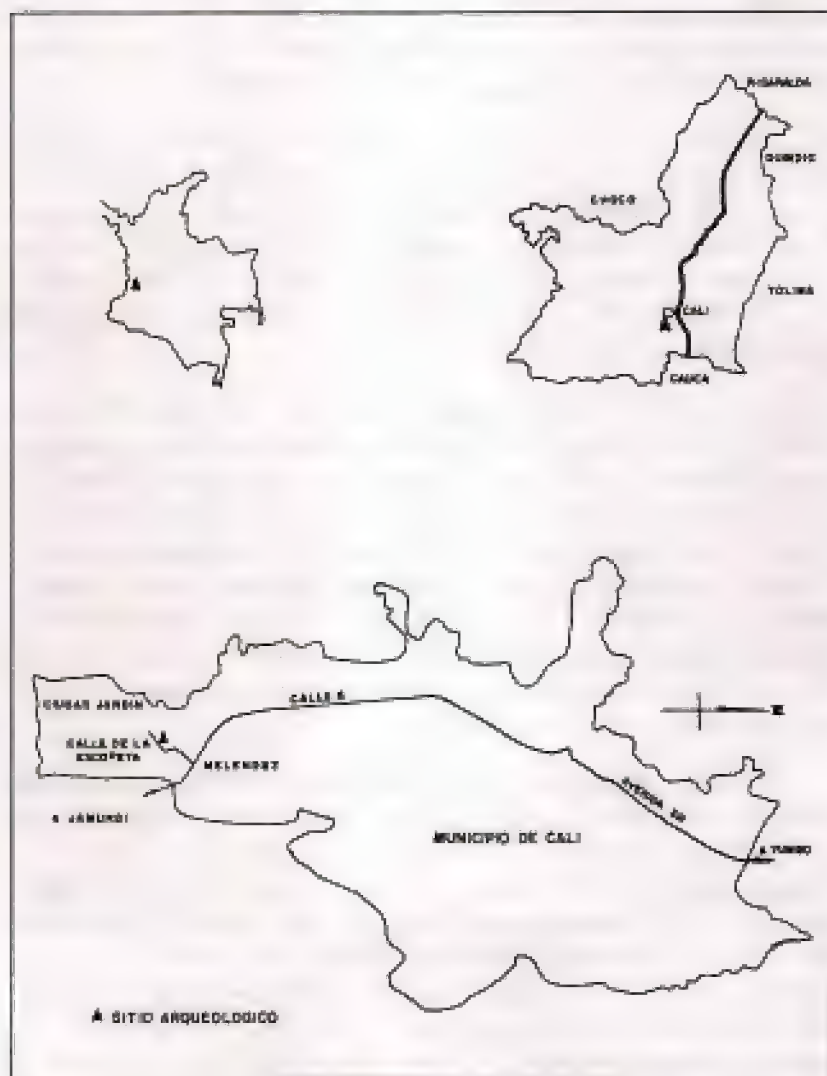 RISARALDA
QUINDIO
CHOCO
TOLIMA
CALI
CAUCA
CIUDAD JARDIN
CALLE 5
N
CALLE DE LA
ESCOPETA
MELENDEZ
A JAMUNDI
AVENIDA
A YUMBO
MUNICIPIO DE CALI
SITIO ARQUEOLOGICO